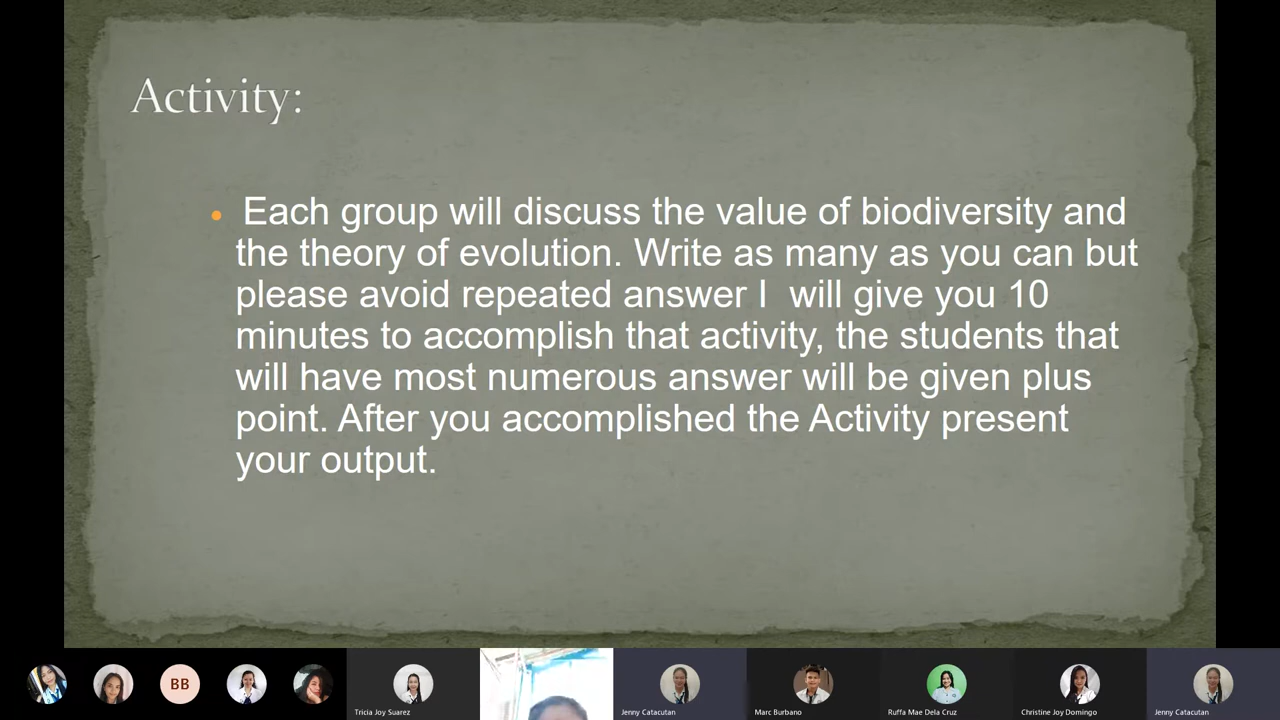 Activity:
• Each group will discuss the value of biodiversity and
the theory of evolution. Write as many as you can but
please avoid repeated answer I  will give you 10
minutes to accomplish that activity, the students that
will have most numerous answer will be given plus
point. After you accomplished the Activity present
your output.
BB
Tricia Joy Suarez
Jenny Catacutan
Marc Burbano
Ruffa Mae Dela Cruz
Christine Joy Domingo
Jenny Catacutan